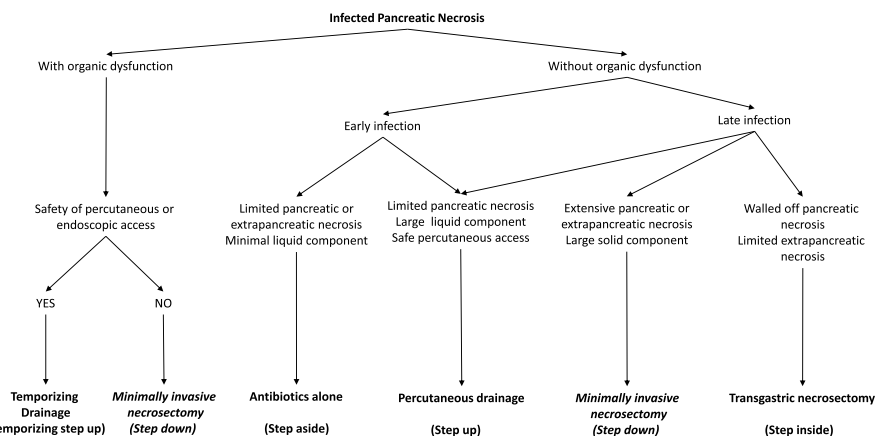 Infected Pancreatic Necrosis
With organic dysfunction
Without organic dysfunction
Early infection
Late infection
Safety of percutaneous or
endoscopic access
Limited pancreatic or
extrapancreatic necrosis
Minimal liquid component
Limited pancreatic necrosis
Large liquid component
Safe percutaneous access
Extensive pancreatic or
extrapancreatic necrosis
Large solid component
Walled off pancreatic
necrosis
Limited extrapancreatic
necrosis
YES
NO
Temporizing
Drainage
emporizing step up)
Minimally invasive
necrosectomy
(Step down)
Antibiotics alone
(Step aside)
Percutaneous drainage
(Step up)
Minimally invasive
necrosectomy
(Step down)
Transgastric necrosectomy
(Step inside)